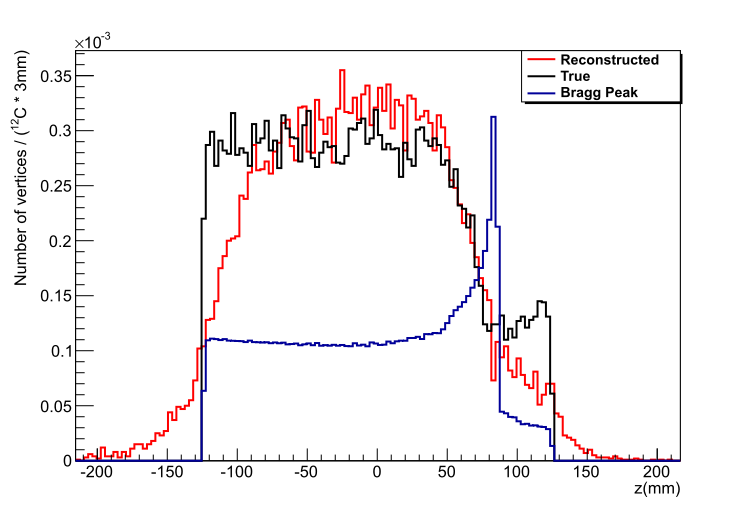 ×10⁻³
Number of vertices / (¹²C * 3mm)
0.35
0.3
0.25
0.2
0.15
0.1
0.05
0
Reconstructed
True
Bragg Peak
-200 -150 -100 -50 0 50 100 150 200
z(mm)